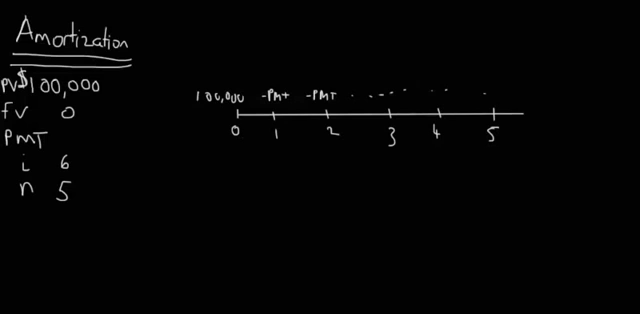 Amortization
PV $100,000
fv 0
PMT
i 6
n 5
100,000 -PMT -PMT
0 1 2 3 4 5